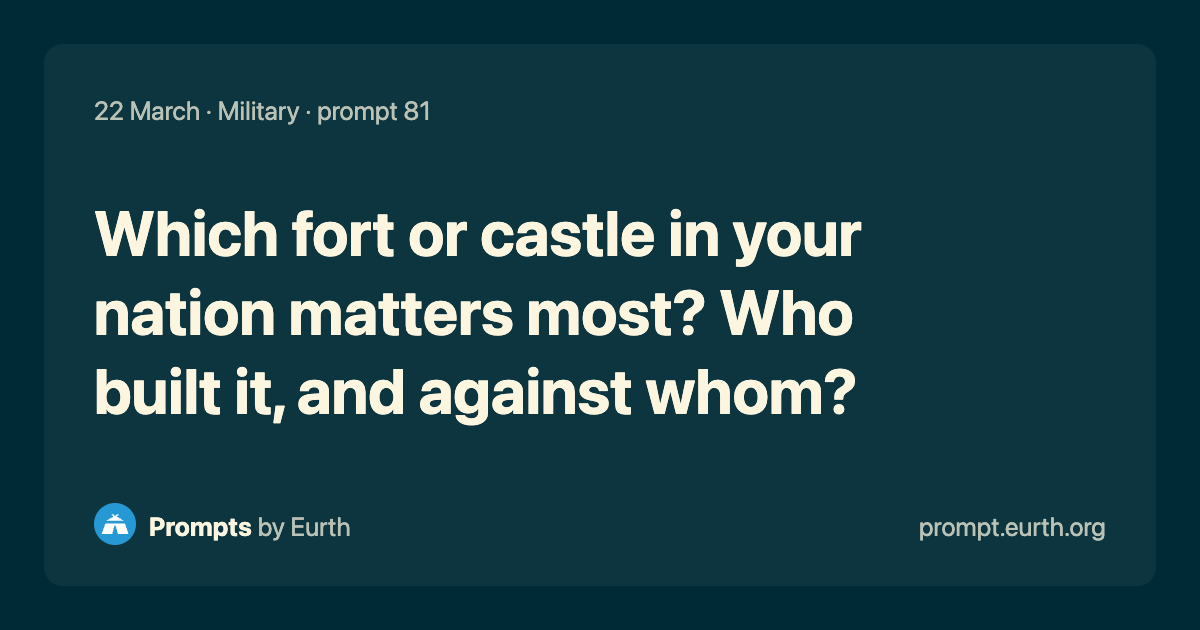 22 March · Military · prompt 81
Which fort or castle in your
nation matters most? Who
built it, and against whom?
Prompts by Eurth
prompt.eurth.org